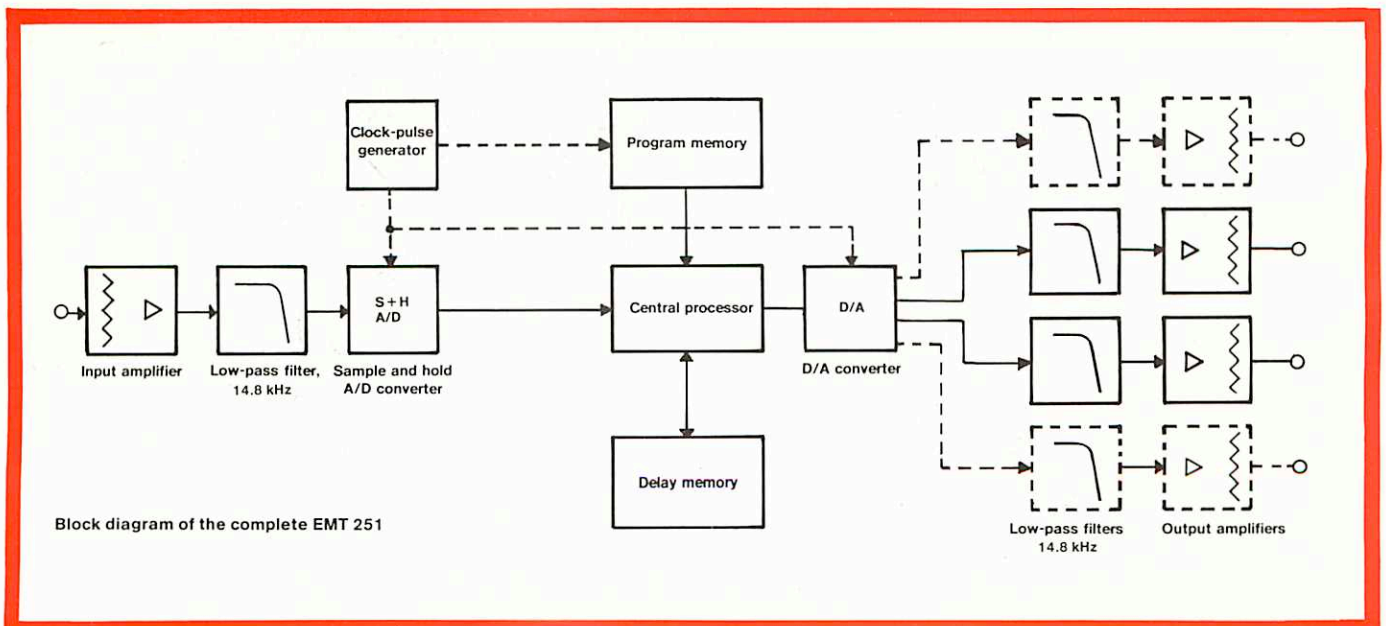 Clock-pulse
generator
Program memory
S+H
A/D
Central processor
D/A
Input amplifier
Low-pass filter,
14.8 kHz
Sample and hold
A/D converter
D/A converter
Delay memory
Block diagram of the complete EMT 251
Low-pass filters
14.8 kHz
Output amplifiers